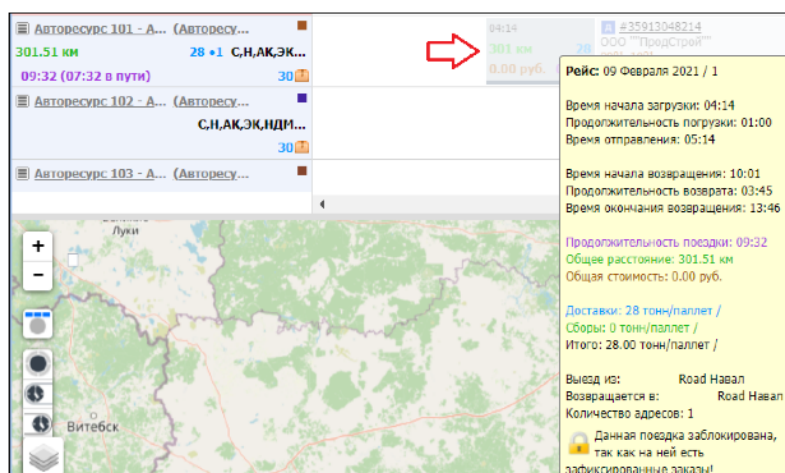 Авторесурс 101 - А... (Авторесу...
301.51 км 28 •1 С,Н,АК,ЭК...
09:32 (07:32 в пути) 30
Авторесурс 102 - А... (Авторесу...
С,Н,АК,ЭК,НДМ...
30
Авторесурс 103 - А... (Авторесу...
04:14
301 км 28
0.00 руб.
Д #35913048214
ООО ""ПродСтрой""
Рейс: 09 Февраля 2021 / 1
Время начала загрузки: 04:14
Продолжительность погрузки: 01:00
Время отправления: 05:14
Время начала возвращения: 10:01
Продолжительность возврата: 03:45
Время окончания возвращения: 13:46
Продолжительность поездки: 09:32
Общее расстояние: 301.51 км
Общая стоимость: 0.00 руб.
Доставки: 28 тонн/паллет /
Сборы: 0 тонн/паллет /
Итого: 28.00 тонн/паллет /
Выезд из: Road Навал
Возвращается в: Road Навал
Количество адресов: 1
Данная поездка заблокирована,
так как на ней есть
зафиксированные заказы!
Луки
+
−
Витебск